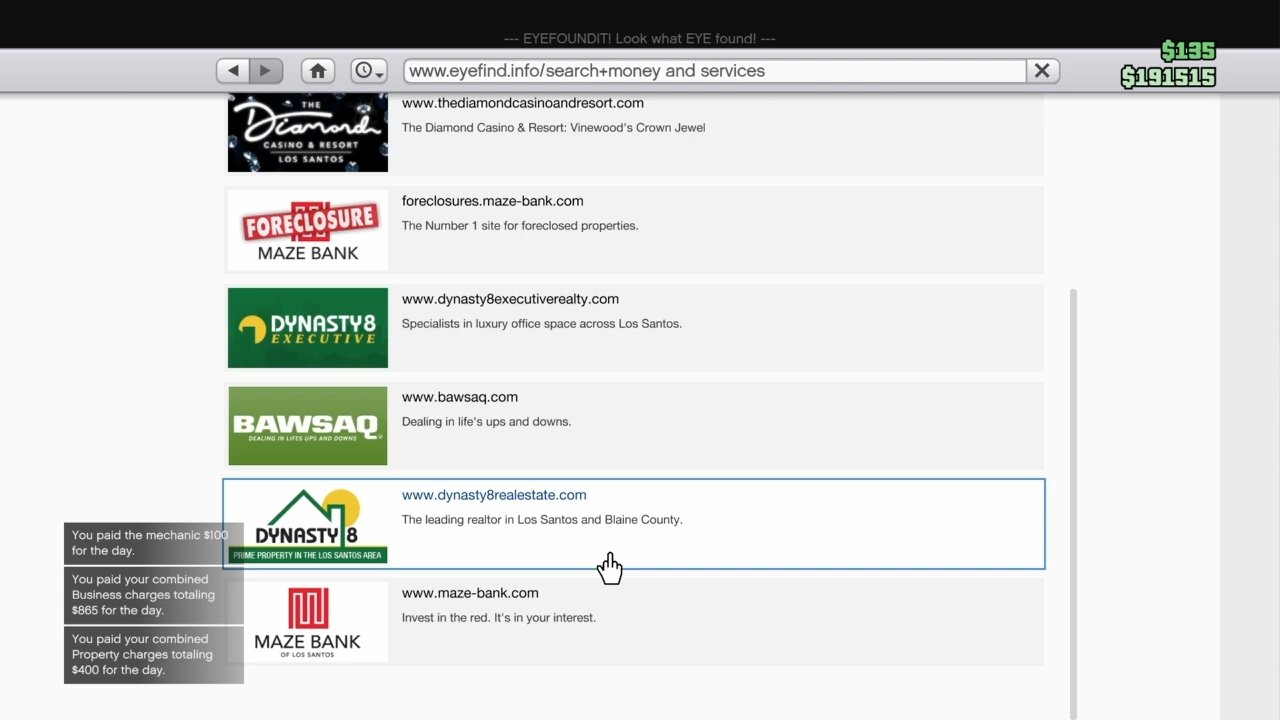 --- EYEFOUNDIT! Look what EYE found! ---
www.eyefind.info/search+money and services
$135
$191515
THE
Diamond
CASINO & RESORT
LOS SANTOS
www.thediamondcasinoandresort.com
The Diamond Casino & Resort: Vinewood's Crown Jewel
FORECLOSURE
MAZE BANK
foreclosures.maze-bank.com
The Number 1 site for foreclosed properties.
DYNASTY8
EXECUTIVE
www.dynasty8executiverealty.com
Specialists in luxury office space across Los Santos.
BAWSAQ
DEALING IN LIFES UPS AND DOWNS
www.bawsaq.com
Dealing in life's ups and downs.
DYNASTY 8
PRIME PROPERTY IN THE LOS SANTOS AREA
www.dynasty8realestate.com
The leading realtor in Los Santos and Blaine County.
MAZE BANK
OF LOS SANTOS
www.maze-bank.com
Invest in the red. It's in your interest.
You paid the mechanic $100
for the day.
You paid your combined
Business charges totaling
$865 for the day.
You paid your combined
Property charges totaling
$400 for the day.